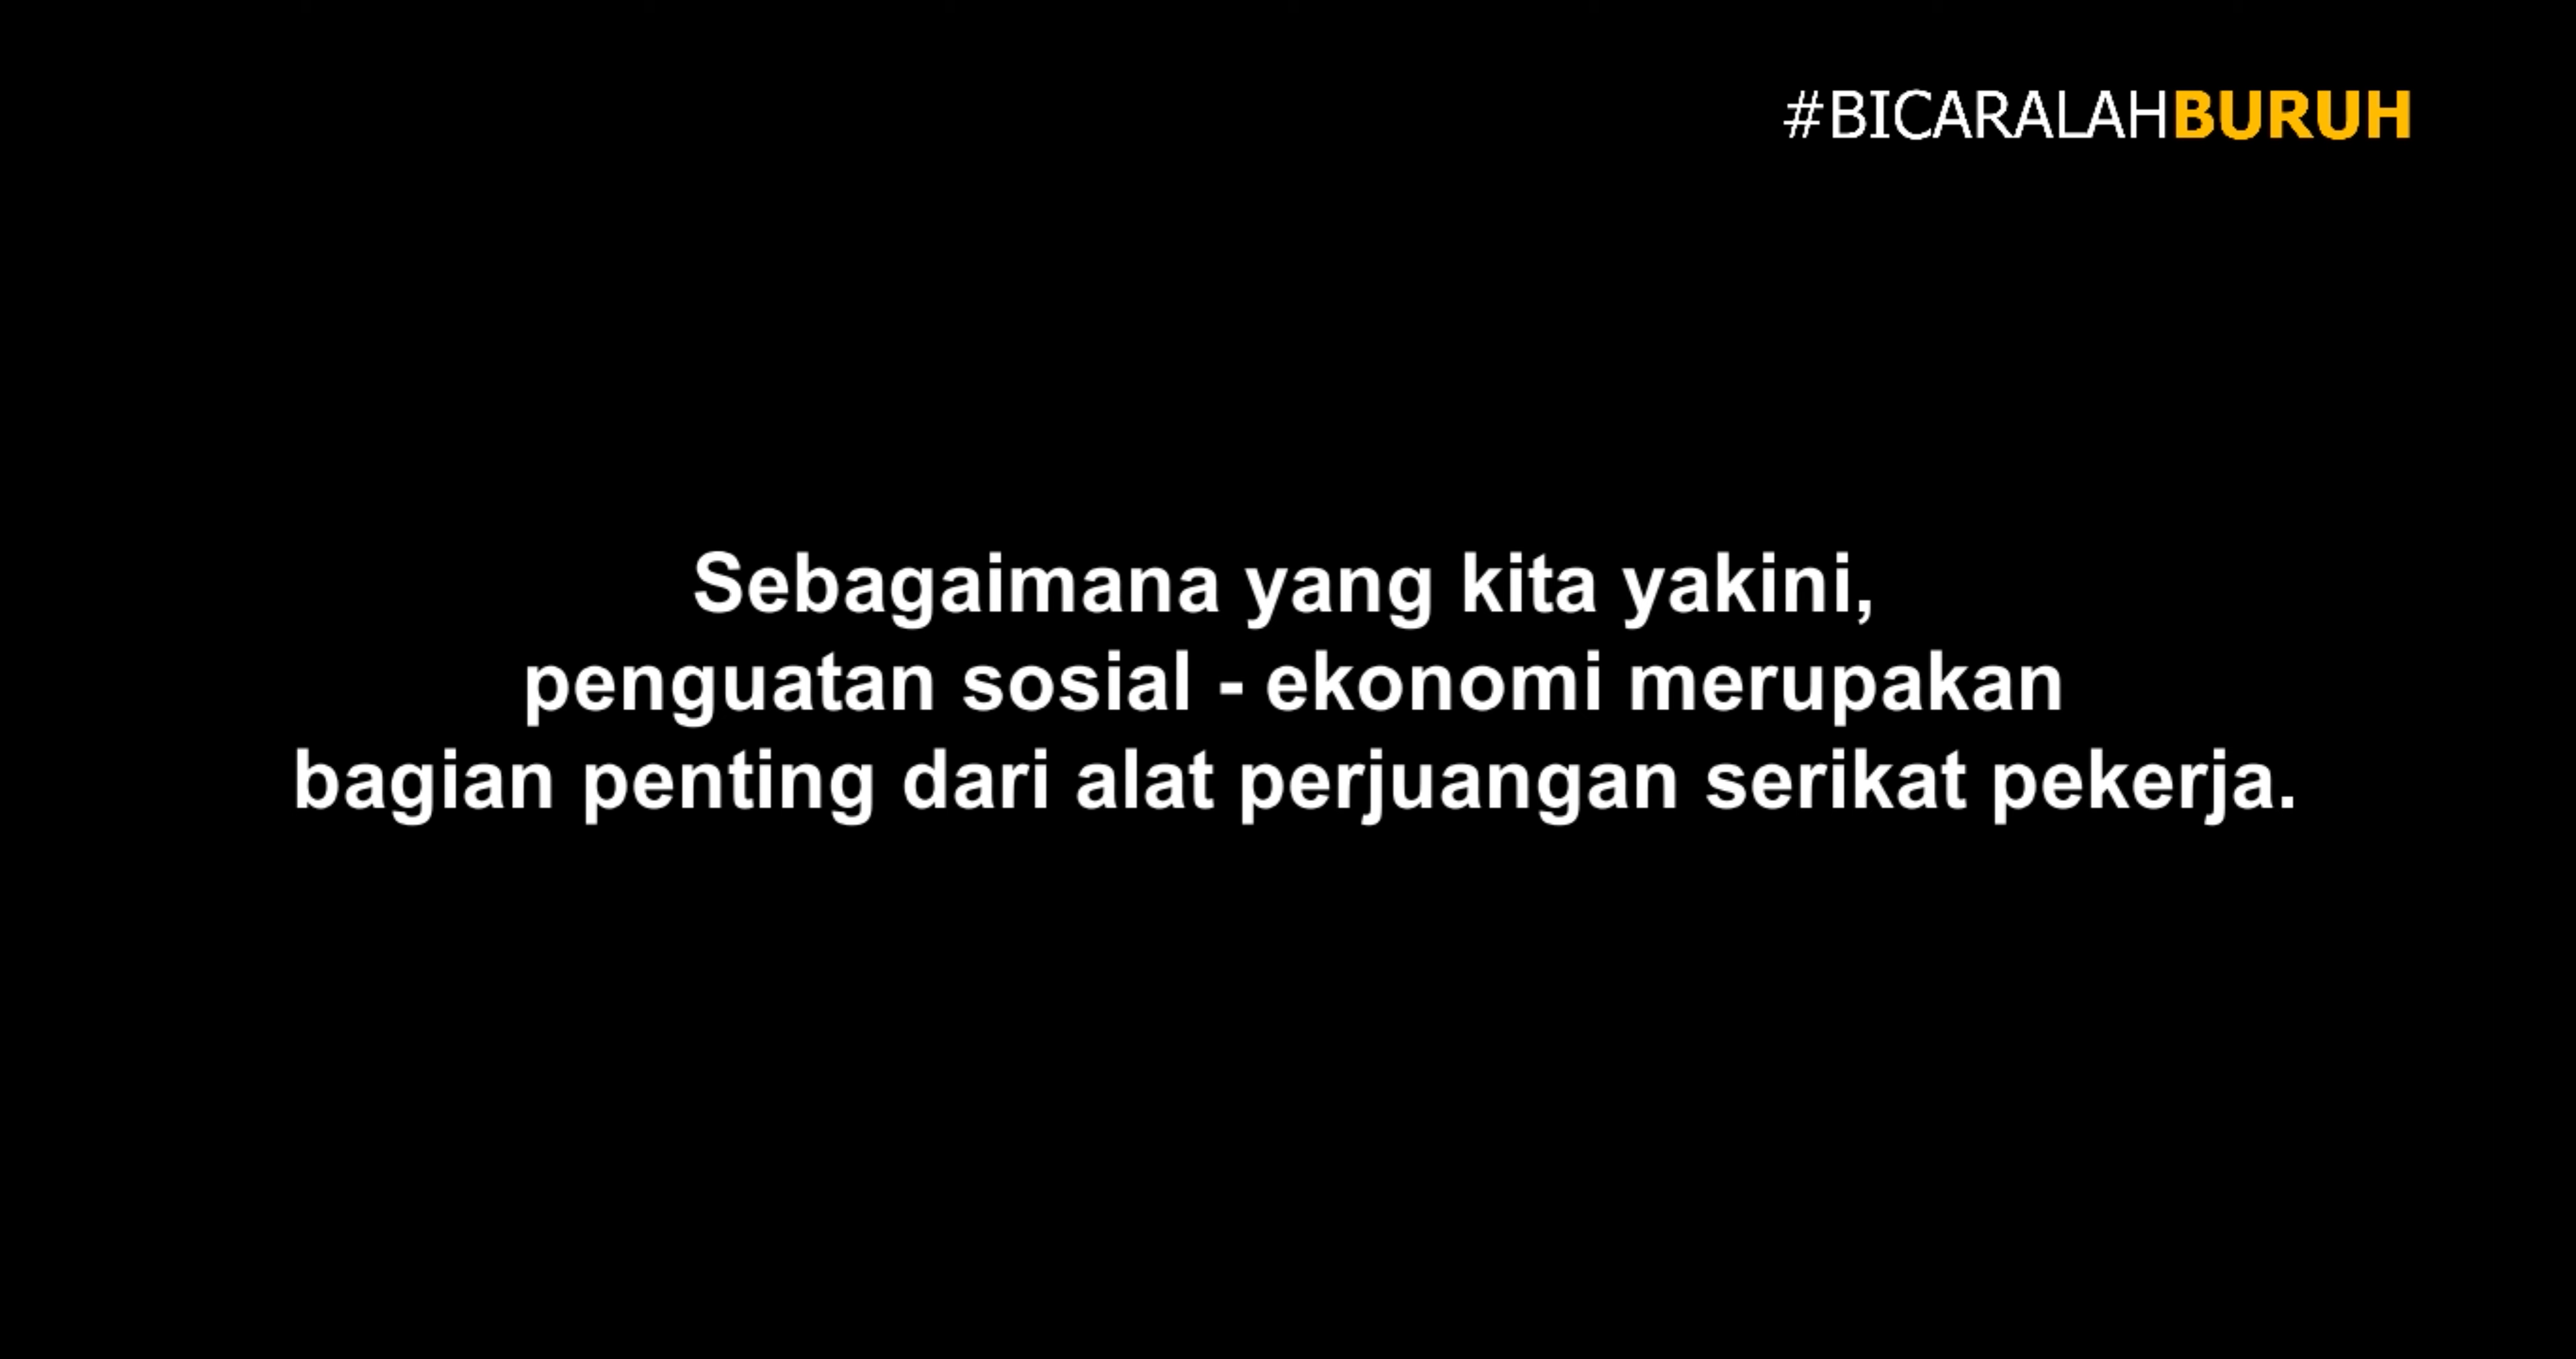 #BICARALAHBURUH
Sebagaimana yang kita yakini,
penguatan sosial - ekonomi merupakan
bagian penting dari alat perjuangan serikat pekerja.